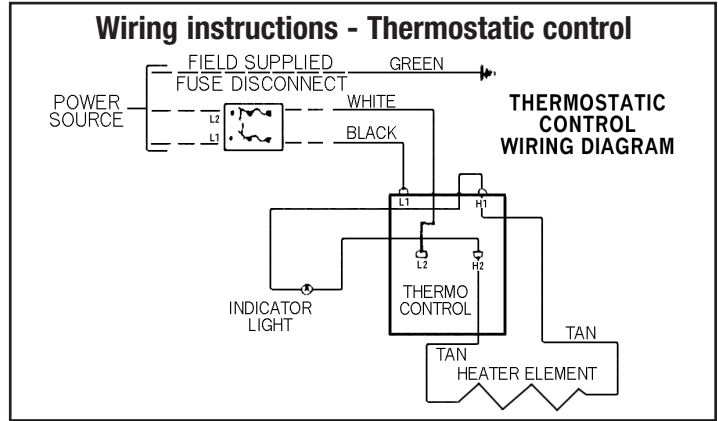 Wiring instructions - Thermostatic control
FIELD SUPPLIED
GREEN
FUSE DISCONNECT
POWER
SOURCE
WHITE
L2
L1
BLACK
THERMOSTATIC
CONTROL
WIRING DIAGRAM
L1
H1
L2
H2
THERMO
CONTROL
INDICATOR
LIGHT
TAN
TAN
HEATER ELEMENT